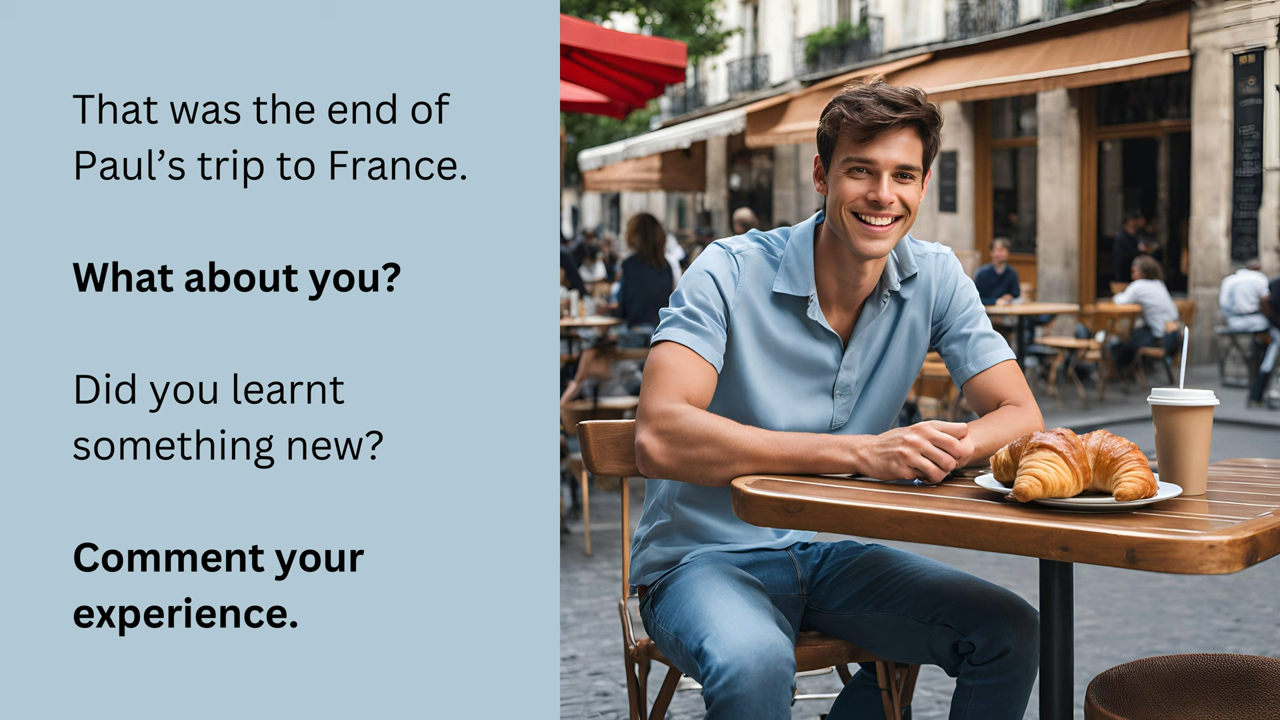 That was the end of
Paul’s trip to France.
What about you?
Did you learnt
something new?
Comment your
experience.